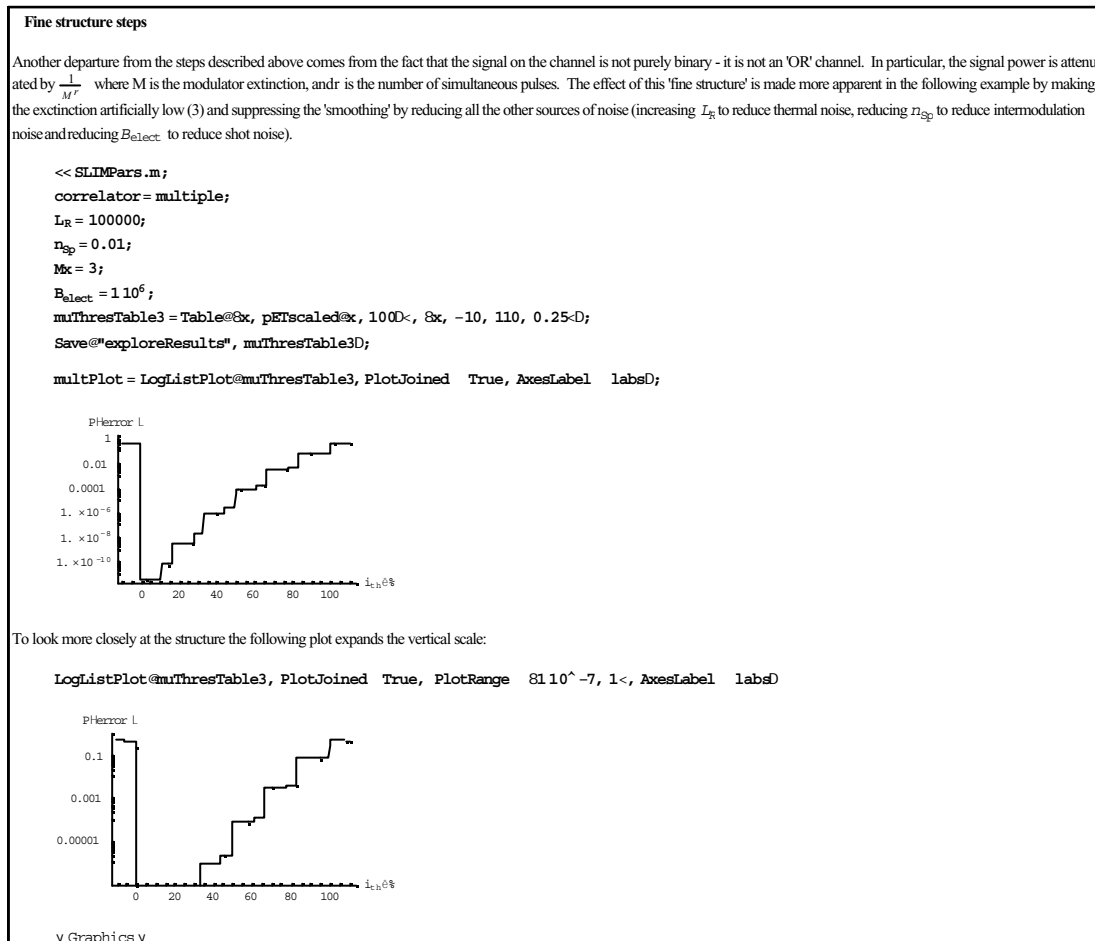 Fine structure steps
Another departure from the steps described above comes from the fact that the signal on the channel is not purely binary - it is not an 'OR' channel. In particular, the signal power is attenu
ated by 1/M^r where M is the modulator extinction, andr is the number of simultaneous pulses. The effect of this 'fine structure' is made more apparent in the following example by making
the exctinction artificially low (3) and suppressing the 'smoothing' by reducing all the other sources of noise (increasing L_R to reduce thermal noise, reducing n_Sp to reduce intermodulation
noise and reducing B_elect to reduce shot noise).
<< SLIMPars.m;
correlator = multiple;
L_R = 100000;
n_Sp = 0.01;
Mx = 3;
B_elect = 1 10^6;
muThresTable3 = Table@8x, pETscaled@x, 100D<, 8x, -10, 110, 0.25<D;
Save@"exploreResults", muThresTable3D;
multPlot = LogListPlot@muThresTable3, PlotJoined True, AxesLabel labsD;
pHerror L
1
0.01
0.0001
1. ×10^-6
1. ×10^-8
1. ×10^-10
0 20 40 60 80 100
i_thê%
To look more closely at the structure the following plot expands the vertical scale:
LogListPlot@muThresTable3, PlotJoined True, PlotRange 81 10^-7, 1<, AxesLabel labsD
pHerror L
0.1
0.001
0.00001
0 20 40 60 80 100
i_thê%
v Graphics v